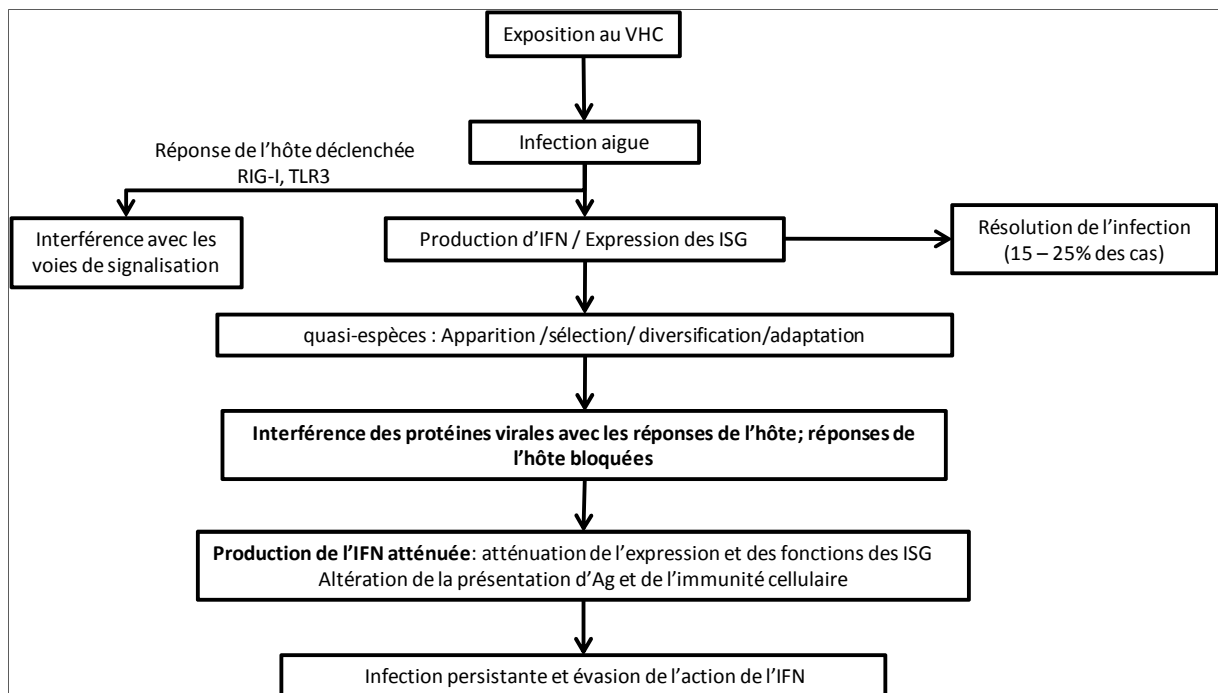 Exposition au VHC
Infection aigue
Réponse de l'hôte déclenchée
RIG-I, TLR3
Interférence avec les
voies de signalisation
Production d'IFN / Expression des ISG
Résolution de l'infection
(15 – 25% des cas)
quasi-espèces : Apparition /sélection/ diversification/adaptation
Interférence des protéines virales avec les réponses de l'hôte; réponses de
l'hôte bloquées
Production de l'IFN atténuée: atténuation de l'expression et des fonctions des ISG
Altération de la présentation d'Ag et de l'immunité cellulaire
Infection persistante et évasion de l'action de l'IFN